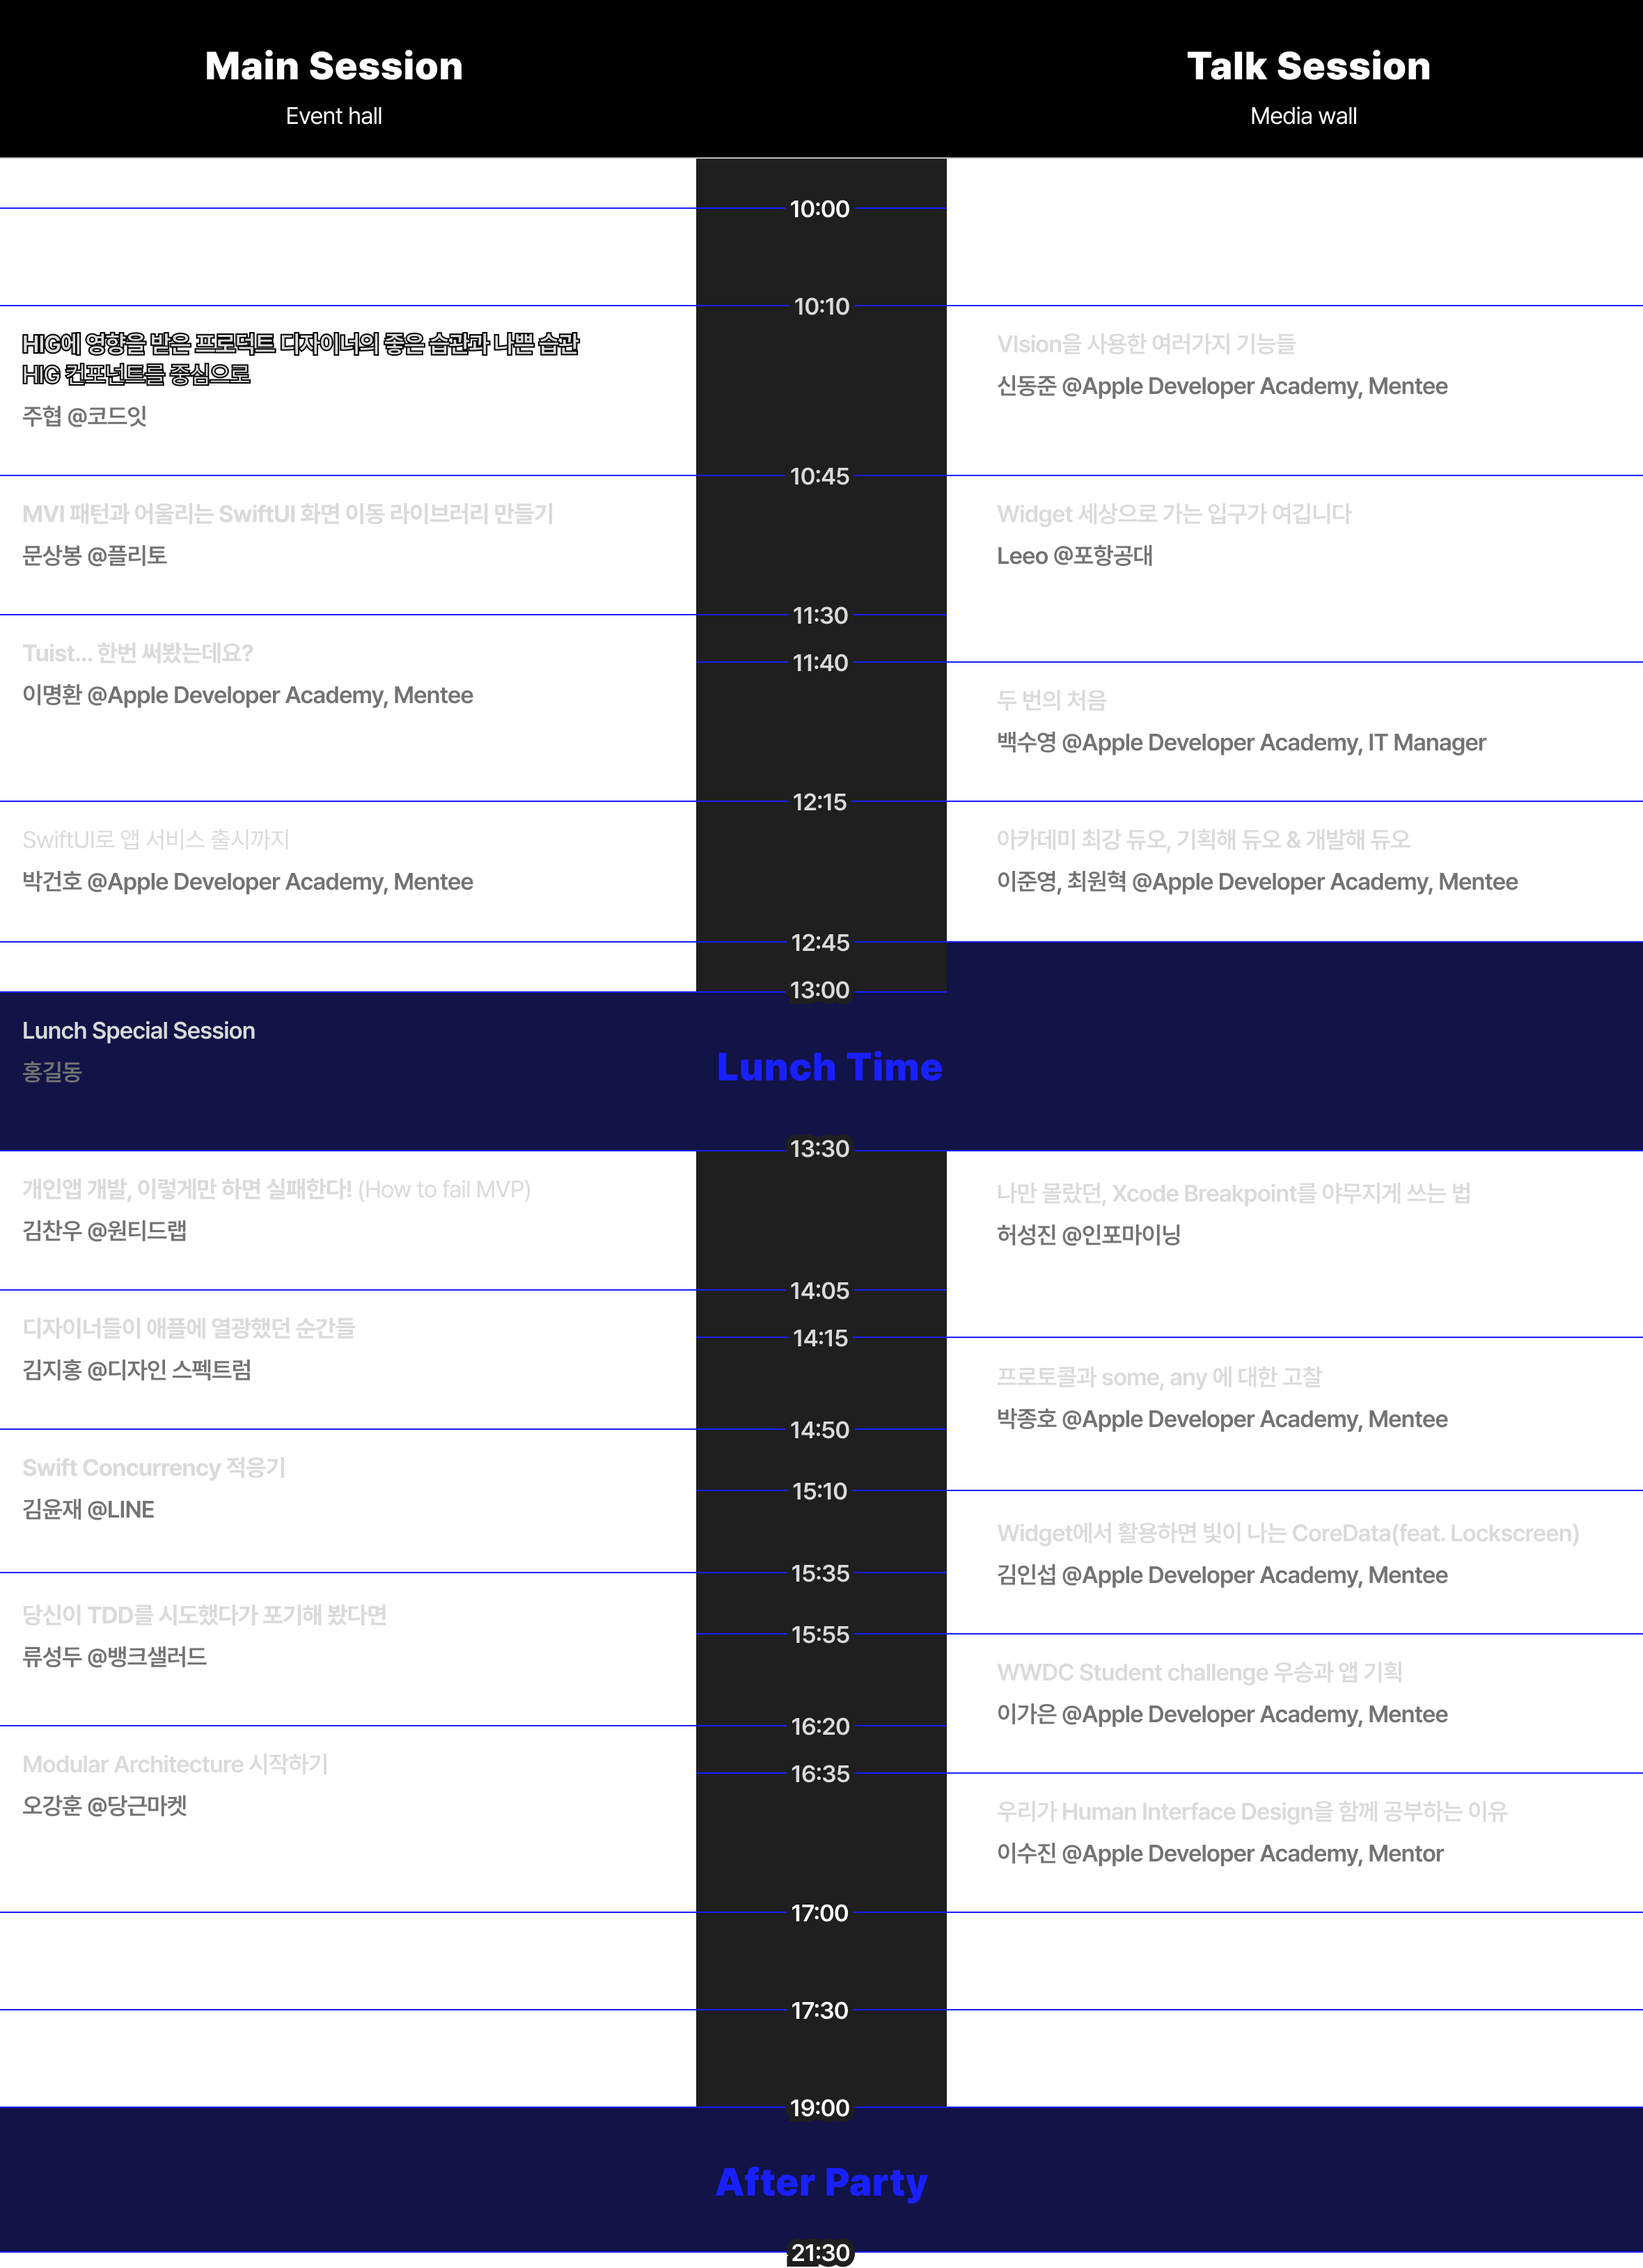 Main Session
Event hall
Talk Session
Media wall
10:00
10:10
HIG에 영향을 받은 프로덕트 디자이너의 좋은 습관과 나쁜 습관
HIG 컨포넌트를 중심으로
주협 @코드잇
VIsion을 사용한 여러가지 기능들
신동준 @Apple Developer Academy, Mentee
10:45
MVI 패턴과 어울리는 SwiftUI 화면 이동 라이브러리 만들기
문상봉 @플리토
Widget 세상으로 가는 입구가 여깁니다
Leeo @포항공대
11:30
Tuist... 한번 써봤는데요?
이명환 @Apple Developer Academy, Mentee
11:40
두 번의 처음
백수영 @Apple Developer Academy, IT Manager
12:15
SwiftUI로 앱 서비스 출시까지
박건호 @Apple Developer Academy, Mentee
아카데미 최강 듀오, 기획해 듀오 & 개발해 듀오
이준영, 최원혁 @Apple Developer Academy, Mentee
12:45
13:00
Lunch Special Session
홍길동
Lunch Time
13:30
개인앱 개발, 이렇게만 하면 실패한다! (How to fail MVP)
김찬우 @원티드랩
나만 몰랐던, Xcode Breakpoint를 야무지게 쓰는 법
허성진 @인포마이닝
14:05
디자이너들이 애플에 열광했던 순간들
김지홍 @디자인 스펙트럼
14:15
프로토콜과 some, any 에 대한 고찰
박종호 @Apple Developer Academy, Mentee
14:50
Swift Concurrency 적응기
김윤재 @LINE
15:10
Widget에서 활용하면 빛이 나는 CoreData(feat. Lockscreen)
김인섭 @Apple Developer Academy, Mentee
15:35
당신이 TDD를 시도했다가 포기해 봤다면
류성두 @뱅크샐러드
15:55
WWDC Student challenge 우승과 앱 기획
이가은 @Apple Developer Academy, Mentee
16:20
Modular Architecture 시작하기
오강훈 @당근마켓
16:35
우리가 Human Interface Design을 함께 공부하는 이유
이수진 @Apple Developer Academy, Mentor
17:00
17:30
19:00
After Party
21:30